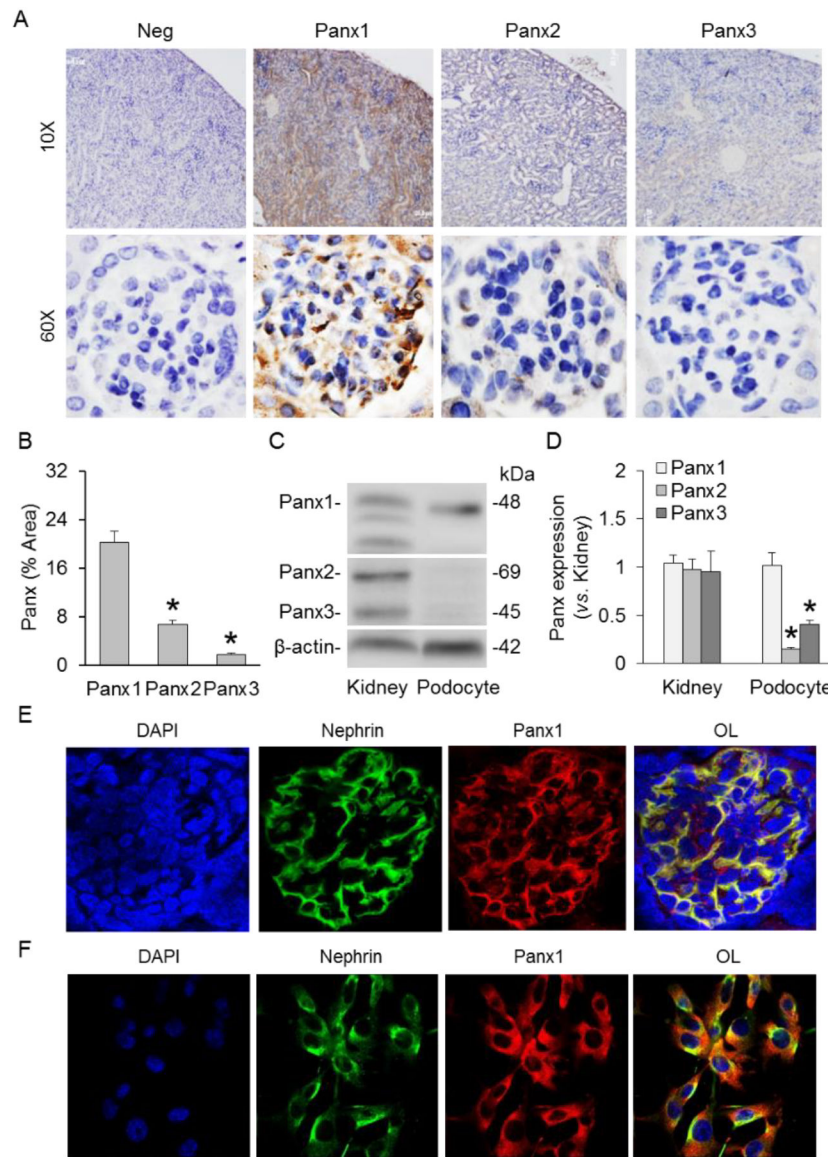 A
Neg Panx1 Panx2 Panx3
10X
60X
B
Panx (% Area)
32
24
16
8
0
* *
Panx1 Panx2 Panx3
C
kDa
Panx1- -48
Panx2- -69
Panx3- -45
β-actin- -42
Kidney Podocyte
D
Panx expression
(vs. Kidney)
2
1.5
1
0.5
0
Panx1
Panx2
Panx3
* *
Kidney Podocyte
E
DAPI Nephrin Panx1 OL
F
DAPI Nephrin Panx1 OL